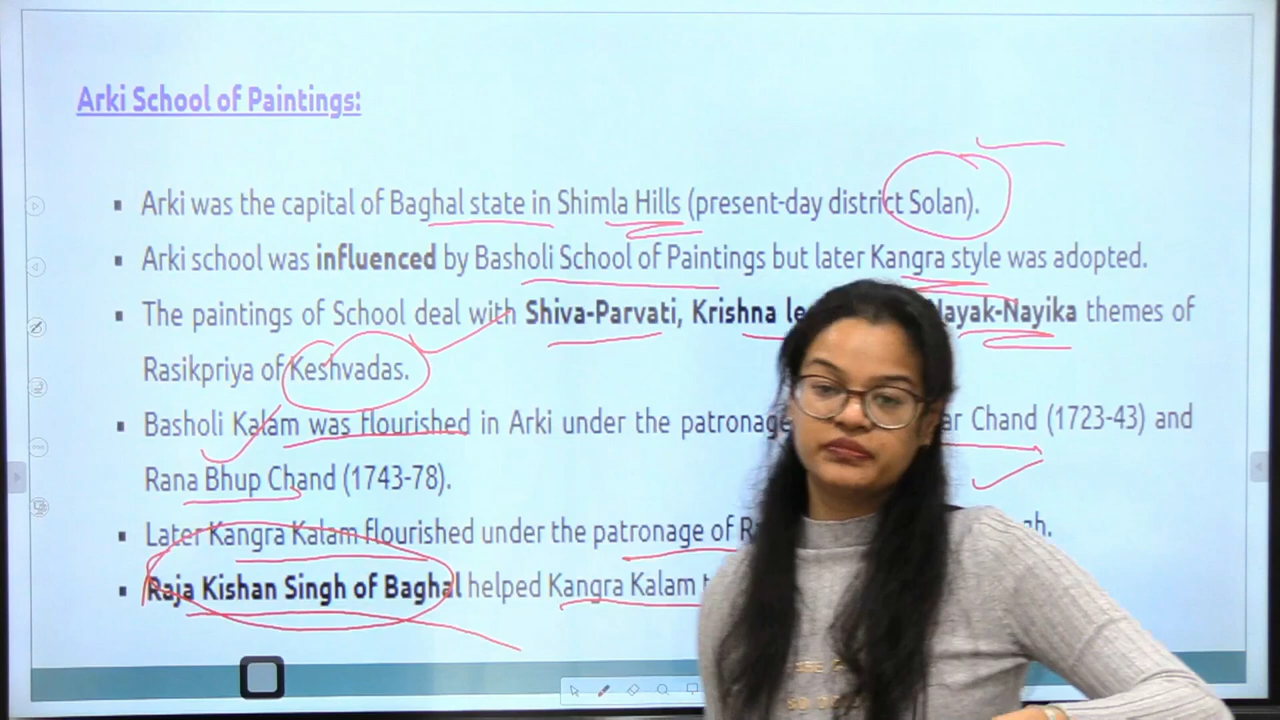 Arki School of Paintings:
▪ Arki was the capital of Baghal state in Shimla Hills (present-day district Solan).
▪ Arki school was influenced by Basholi School of Paintings but later Kangra style was adopted.
▪ The paintings of School deal with Shiva-Parvati, Krishna Nayak-Nayika themes of
Rasikpriya of Keshvadas.
▪ Basholi Kalam was flourished in Arki under the patronage Chand (1723-43) and
Rana Bhup Chand (1743-78).
▪ Later Kangra Kalam flourished under the patronage of
▪ Raja Kishan Singh of Baghal helped Kangra Kalam